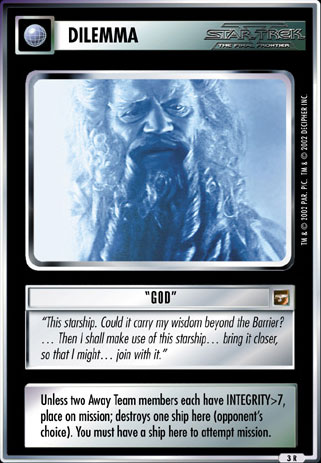 DILEMMA
STAR TREK V
THE FINAL FRONTIER
TM & © 2002 PAR. PIC. TM & © 2002 DECIPHER INC.
"GOD"
"This starship. Could it carry my wisdom beyond the Barrier?
… Then I shall make use of this starship… bring it closer,
so that I might… join with it."
Unless two Away Team members each have INTEGRITY>7,
place on mission; destroys one ship here (opponent's
choice). You must have a ship here to attempt mission.
3 R